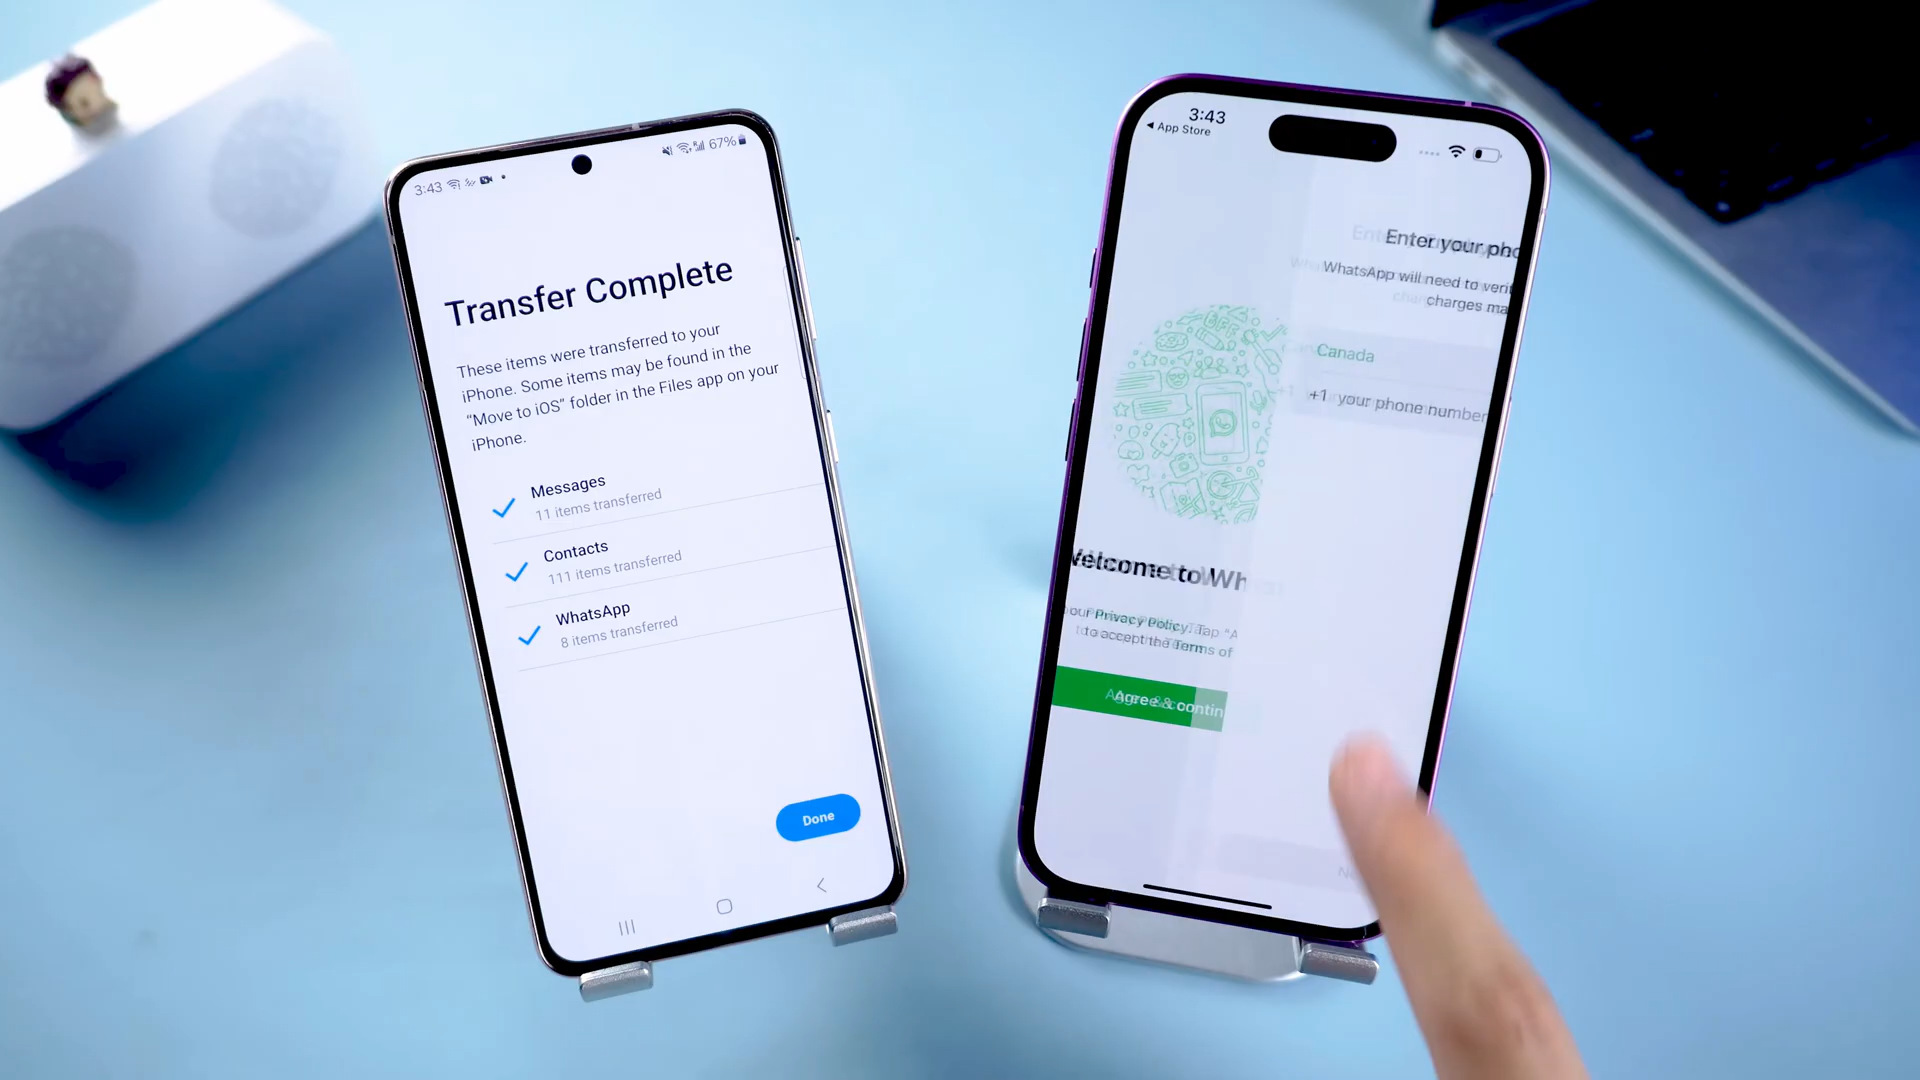 3:43
67%
Transfer Complete
These items were transferred to your
iPhone. Some items may be found in the
“Move to iOS” folder in the Files app on your
iPhone.
Messages
11 items transferred
Contacts
111 items transferred
WhatsApp
8 items transferred
Done
3:43
App Store
Enter your pho
WhatsApp will need to verif
charges ma
Canada
+1 your phone number
Welcome to Wh
our Privacy Policy. Tap “A
to accept the Terms of
Agree & contin